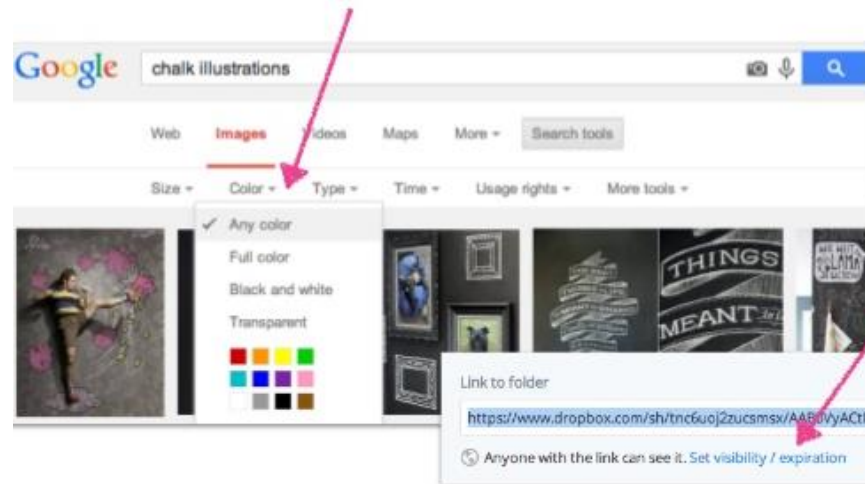 Google chalk illustrations
Web Images Videos Maps More Search tools
Size Color Type Time Usage rights More tools
Any color
Full color
Black and white
Transparent
THINGS
MEANT
Link to folder
https://www.dropbox.com/sh/tnc6uoj2zucsmsx/
Anyone with the link can see it. Set visibility / expiration